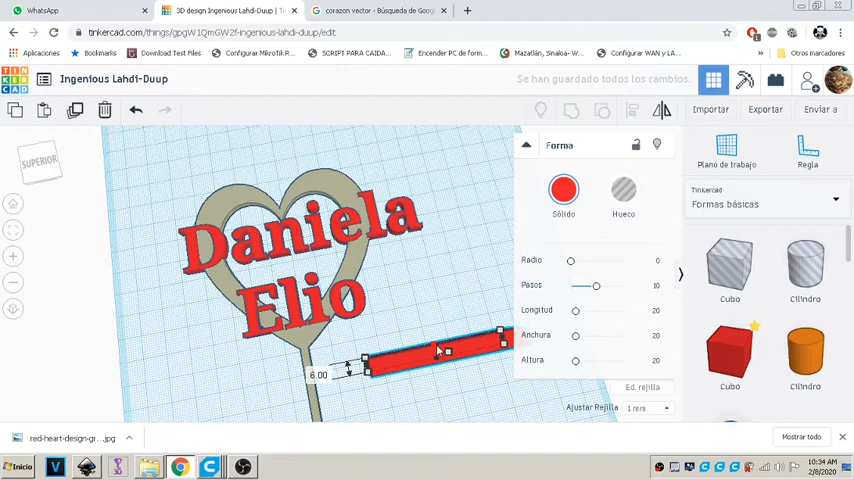 WhatsApp
3D design Ingenious Lahdi-Duup |
corazon vector - Búsqueda de Goog
tinkercad.com/things/gpgW1QmGW2f-ingenious-lahdi-duup/edit
Aplicaciones
Bookmarks
Download Test Files
Configurar MikroTiK R
SCRIPT PARA CAIDA...
Encender PC de form...
Mazatlán, Sinaloa- W...
Configurar WAN y LA...
Otros marcadores
TIN
KER
CAD
Ingenious Lahdi-Duup
Se han guardado todos los cambios.
Importar
Exportar
Enviar a
SUPERIOR
Daniela
Elio
6.00
Forma
Sólido
Hueco
Radio 0
Pasos 10
Longitud 20
Anchura 20
Altura 20
Ed. rejilla
Ajustar Rejilla 1 mm
Plano de trabajo
Regla
Tinkercad
Formas básicas
Cubo
Cilindro
Cubo
Cilindro
red-heart-design-gr....jpg
Mostrar todo
Inicio
10:34 AM
2/8/2020